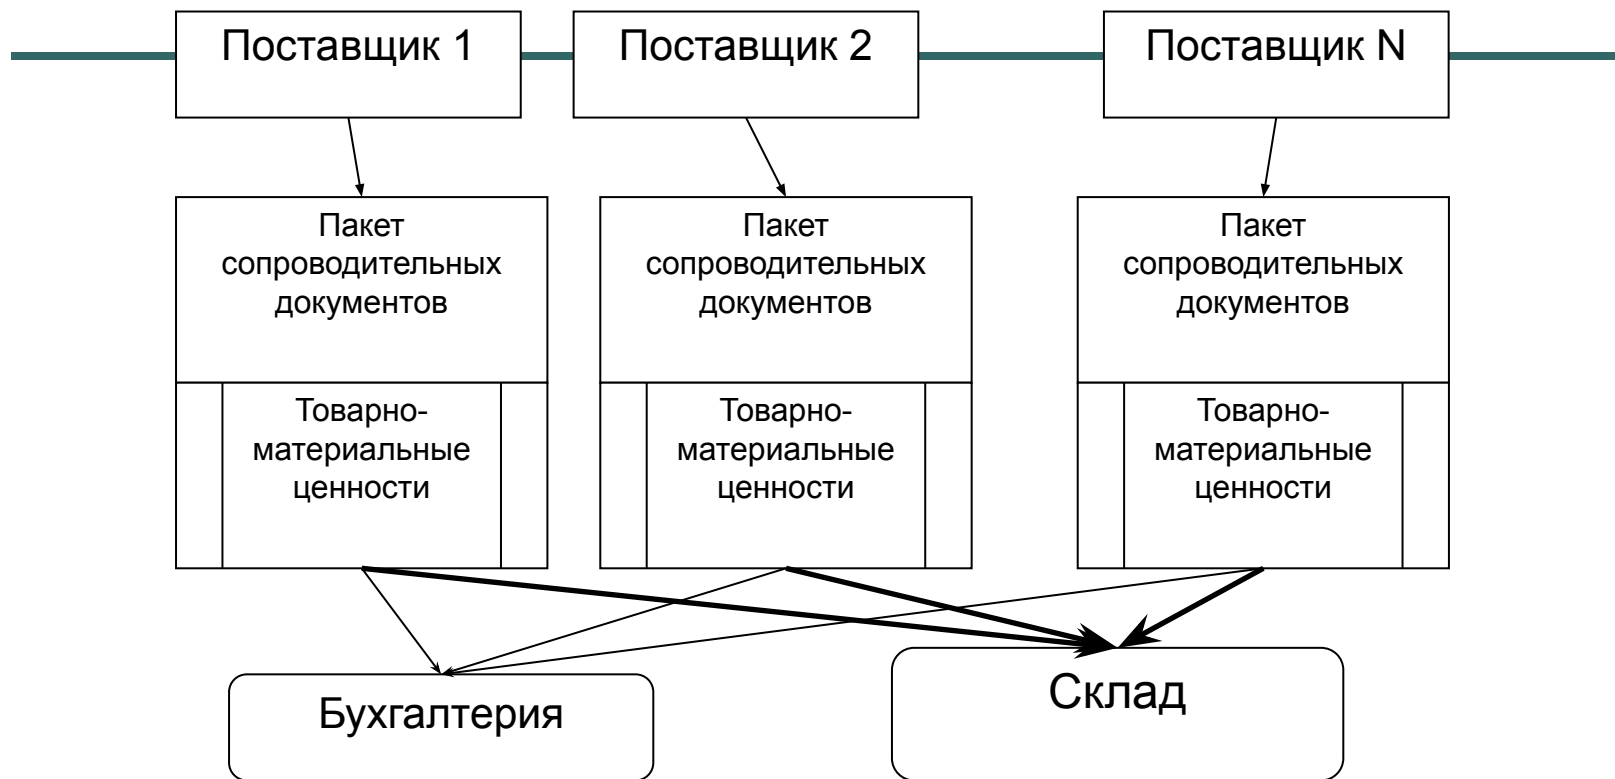 Поставщик 1
Поставщик 2
Поставщик N
Пакет
сопроводительных
документов
Пакет
сопроводительных
документов
Пакет
сопроводительных
документов
Товарно-
материальные
ценности
Товарно-
материальные
ценности
Товарно-
материальные
ценности
Бухгалтерия
Склад